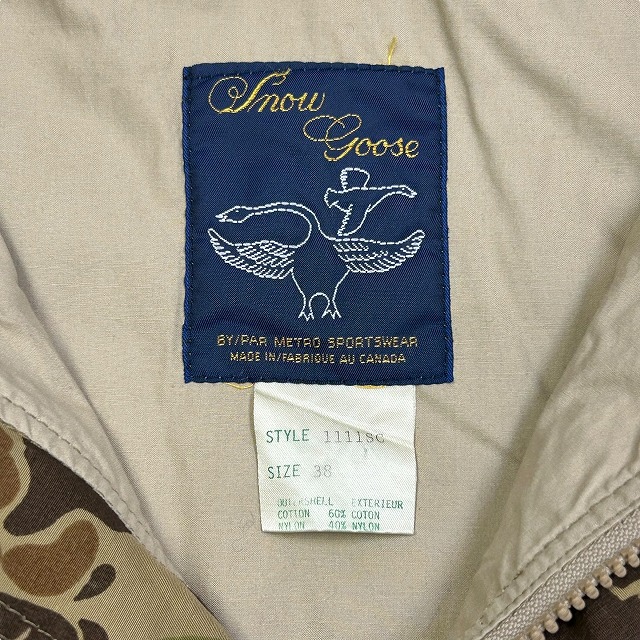 Snow
Goose
BY/PAR METRO SPORTSWEAR
MADE IN/FABRIQUE AU CANADA
STYLE 1111SC
SIZE 38
OUTERSHELL EXTERIEUR
COTTON 60% COTON
NYLON 40% NYLON